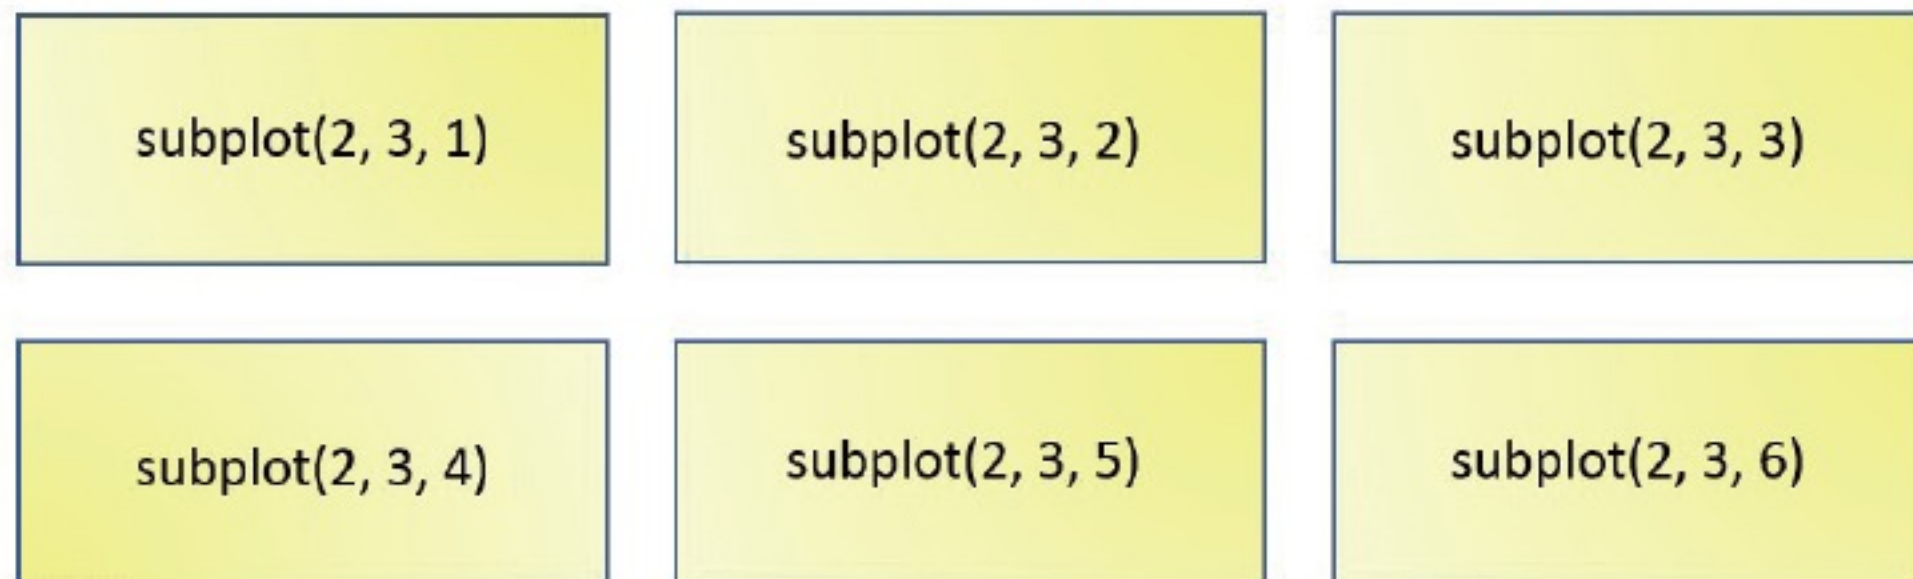 subplot(2, 3, 1)
subplot(2, 3, 2)
subplot(2, 3, 3)
subplot(2, 3, 4)
subplot(2, 3, 5)
subplot(2, 3, 6)